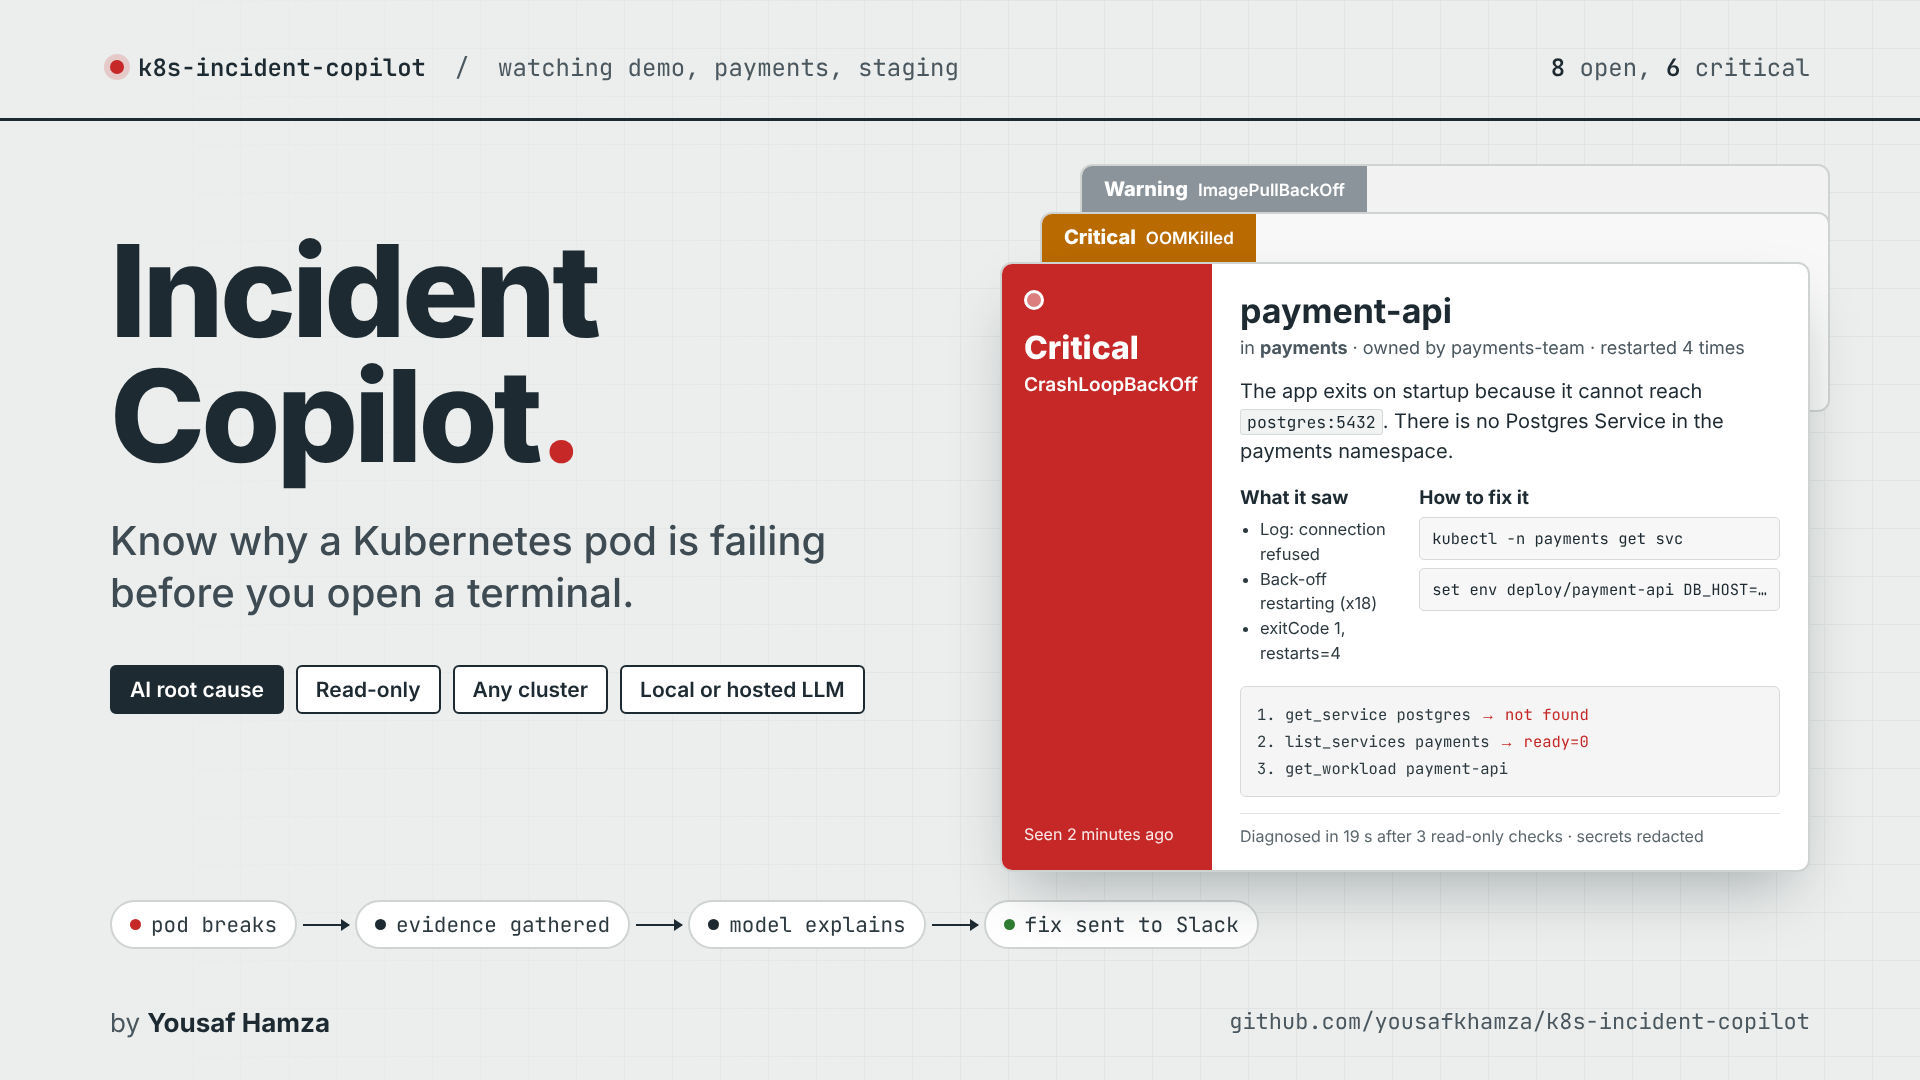 k8s-incident-copilot / watching demo, payments, staging
8 open, 6 critical
Incident
Copilot.
Know why a Kubernetes pod is failing
before you open a terminal.
AI root cause
Read-only
Any cluster
Local or hosted LLM
Warning ImagePullBackOff
Critical OOMKilled
Critical
CrashLoopBackOff
Seen 2 minutes ago
payment-api
in payments · owned by payments-team · restarted 4 times
The app exits on startup because it cannot reach
postgres:5432. There is no Postgres Service in the
payments namespace.
What it saw
• Log: connection
refused
• Back-off
restarting (x18)
• exitCode 1,
restarts=4
How to fix it
kubectl -n payments get svc
set env deploy/payment-api DB_HOST=…
1. get_service postgres → not found
2. list_services payments → ready=0
3. get_workload payment-api
Diagnosed in 19 s after 3 read-only checks · secrets redacted
pod breaks
evidence gathered
model explains
fix sent to Slack
by Yousaf Hamza
github.com/yousafkhamza/k8s-incident-copilot